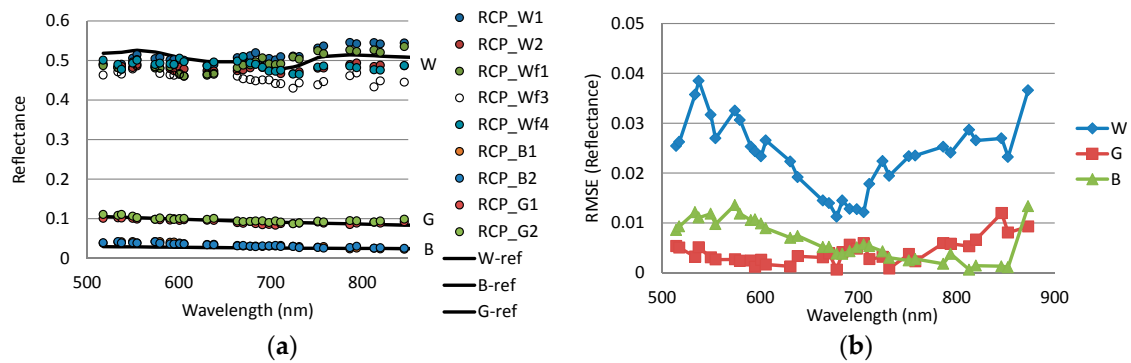 0.6
0.5
0.4
0.3
0.2
0.1
0
500
600
700
800
Reflectance
Wavelength (nm)
W
G
B
RCP_W1
RCP_W2
RCP_Wf1
RCP_Wf3
RCP_Wf4
RCP_B1
RCP_B2
RCP_G1
RCP_G2
W-ref
B-ref
G-ref
(a)
0.05
0.04
0.03
0.02
0.01
0
500
600
700
800
900
RMSE (Reflectance)
Wavelength (nm)
W
G
B
(b)